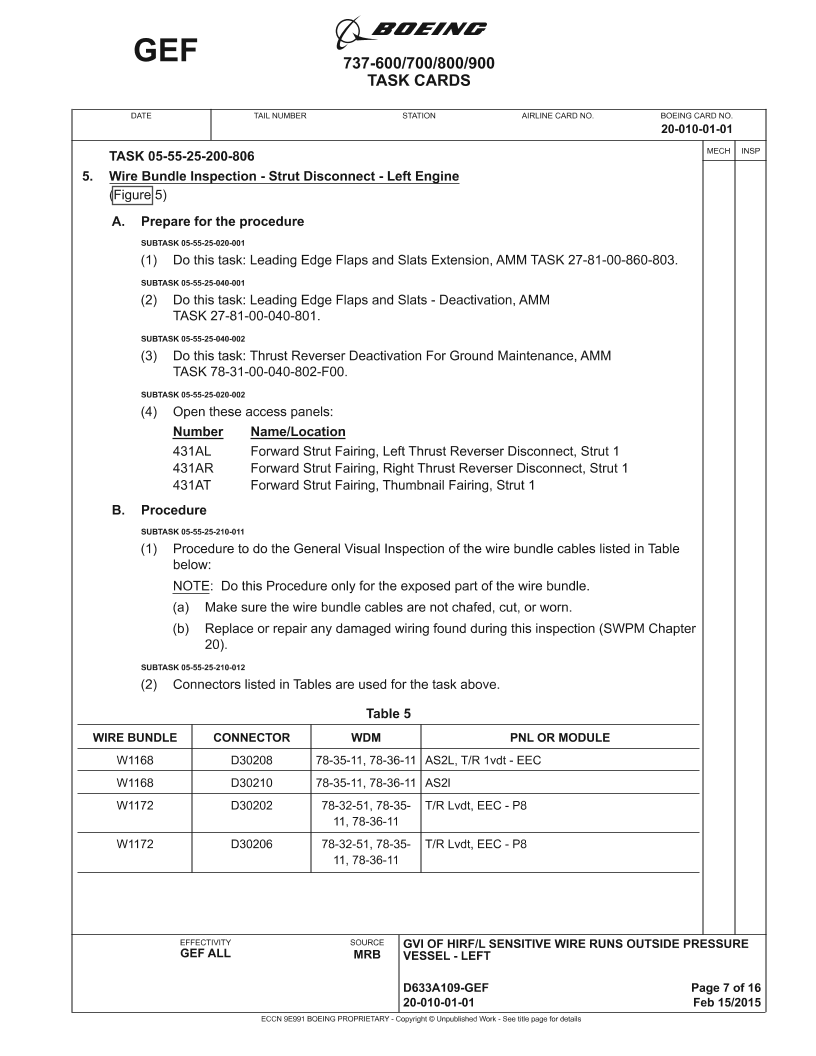 GEF
BOEING
737-600/700/800/900
TASK CARDS
DATE
TAIL NUMBER
STATION
AIRLINE CARD NO.
BOEING CARD NO.
20-010-01-01
MECH
INSP
TASK 05-55-25-200-806
5. Wire Bundle Inspection - Strut Disconnect - Left Engine
(Figure 5)
A. Prepare for the procedure
SUBTASK 05-55-25-020-001
(1) Do this task: Leading Edge Flaps and Slats Extension, AMM TASK 27-81-00-860-803.
SUBTASK 05-55-25-040-001
(2) Do this task: Leading Edge Flaps and Slats - Deactivation, AMM
TASK 27-81-00-040-801.
SUBTASK 05-55-25-040-002
(3) Do this task: Thrust Reverser Deactivation For Ground Maintenance, AMM
TASK 78-31-00-040-802-F00.
SUBTASK 05-55-25-020-002
(4) Open these access panels:
Number Name/Location
431AL Forward Strut Fairing, Left Thrust Reverser Disconnect, Strut 1
431AR Forward Strut Fairing, Right Thrust Reverser Disconnect, Strut 1
431AT Forward Strut Fairing, Thumbnail Fairing, Strut 1
B. Procedure
SUBTASK 05-55-25-210-011
(1) Procedure to do the General Visual Inspection of the wire bundle cables listed in Table
below:
NOTE: Do this Procedure only for the exposed part of the wire bundle.
(a) Make sure the wire bundle cables are not chafed, cut, or worn.
(b) Replace or repair any damaged wiring found during this inspection (SWPM Chapter
20).
SUBTASK 05-55-25-210-012
(2) Connectors listed in Tables are used for the task above.
Table 5
WIRE BUNDLE CONNECTOR WDM PNL OR MODULE
W1168 D30208 78-35-11, 78-36-11 AS2L, T/R 1vdt - EEC
W1168 D30210 78-35-11, 78-36-11 AS2I
W1172 D30202 78-32-51, 78-35- T/R Lvdt, EEC - P8
11, 78-36-11
W1172 D30206 78-32-51, 78-35- T/R Lvdt, EEC - P8
11, 78-36-11
EFFECTIVITY
GEF ALL
SOURCE
MRB
GVI OF HIRF/L SENSITIVE WIRE RUNS OUTSIDE PRESSURE
VESSEL - LEFT
D633A109-GEF Page 7 of 16
20-010-01-01 Feb 15/2015
ECCN 9E991 BOEING PROPRIETARY - Copyright © Unpublished Work - See title page for details